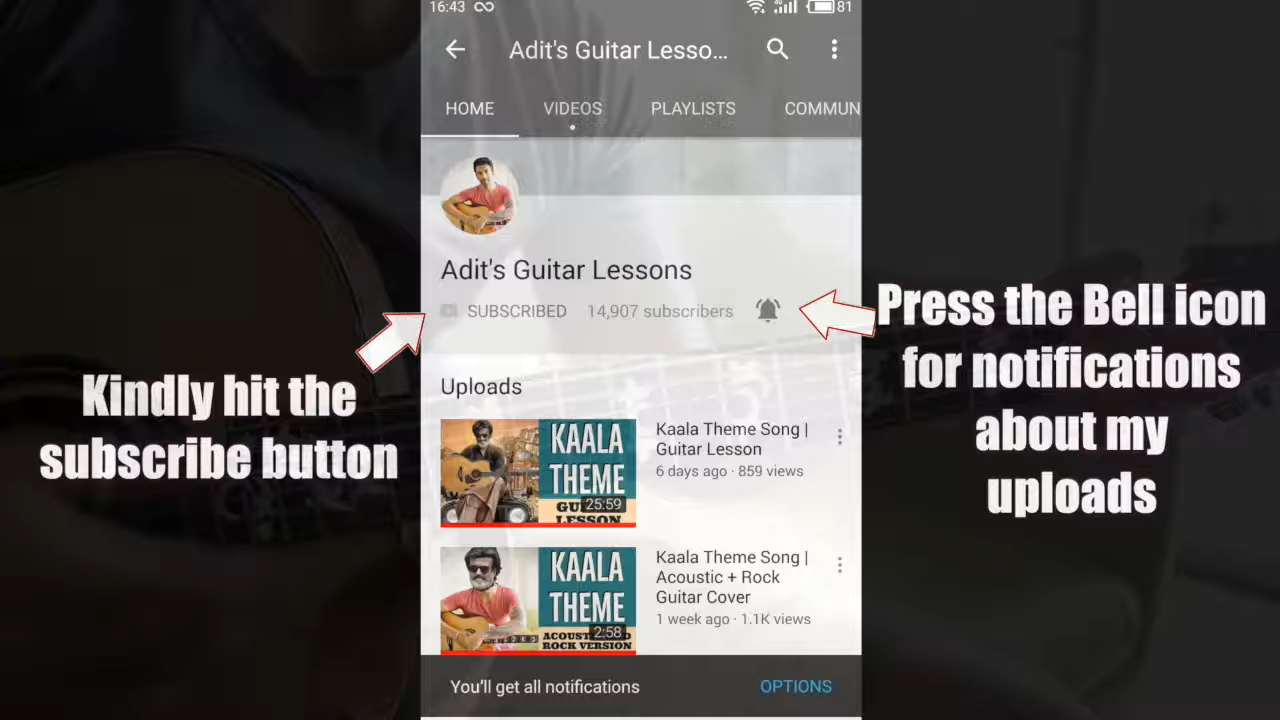 16:43
81
Adit's Guitar Lesso...
HOME VIDEOS PLAYLISTS COMMUN
Adit's Guitar Lessons
SUBSCRIBED 14,907 subscribers
Kindly hit the
subscribe button
Press the Bell icon
for notifications
about my
uploads
Uploads
KAALA
THEME
GU
LESSON
25:59
Kaala Theme Song |
Guitar Lesson
6 days ago · 859 views
KAALA
THEME
2:58
ROCK VERSION
Kaala Theme Song |
Acoustic + Rock
Guitar Cover
1 week ago · 1.1K views
You'll get all notifications OPTIONS